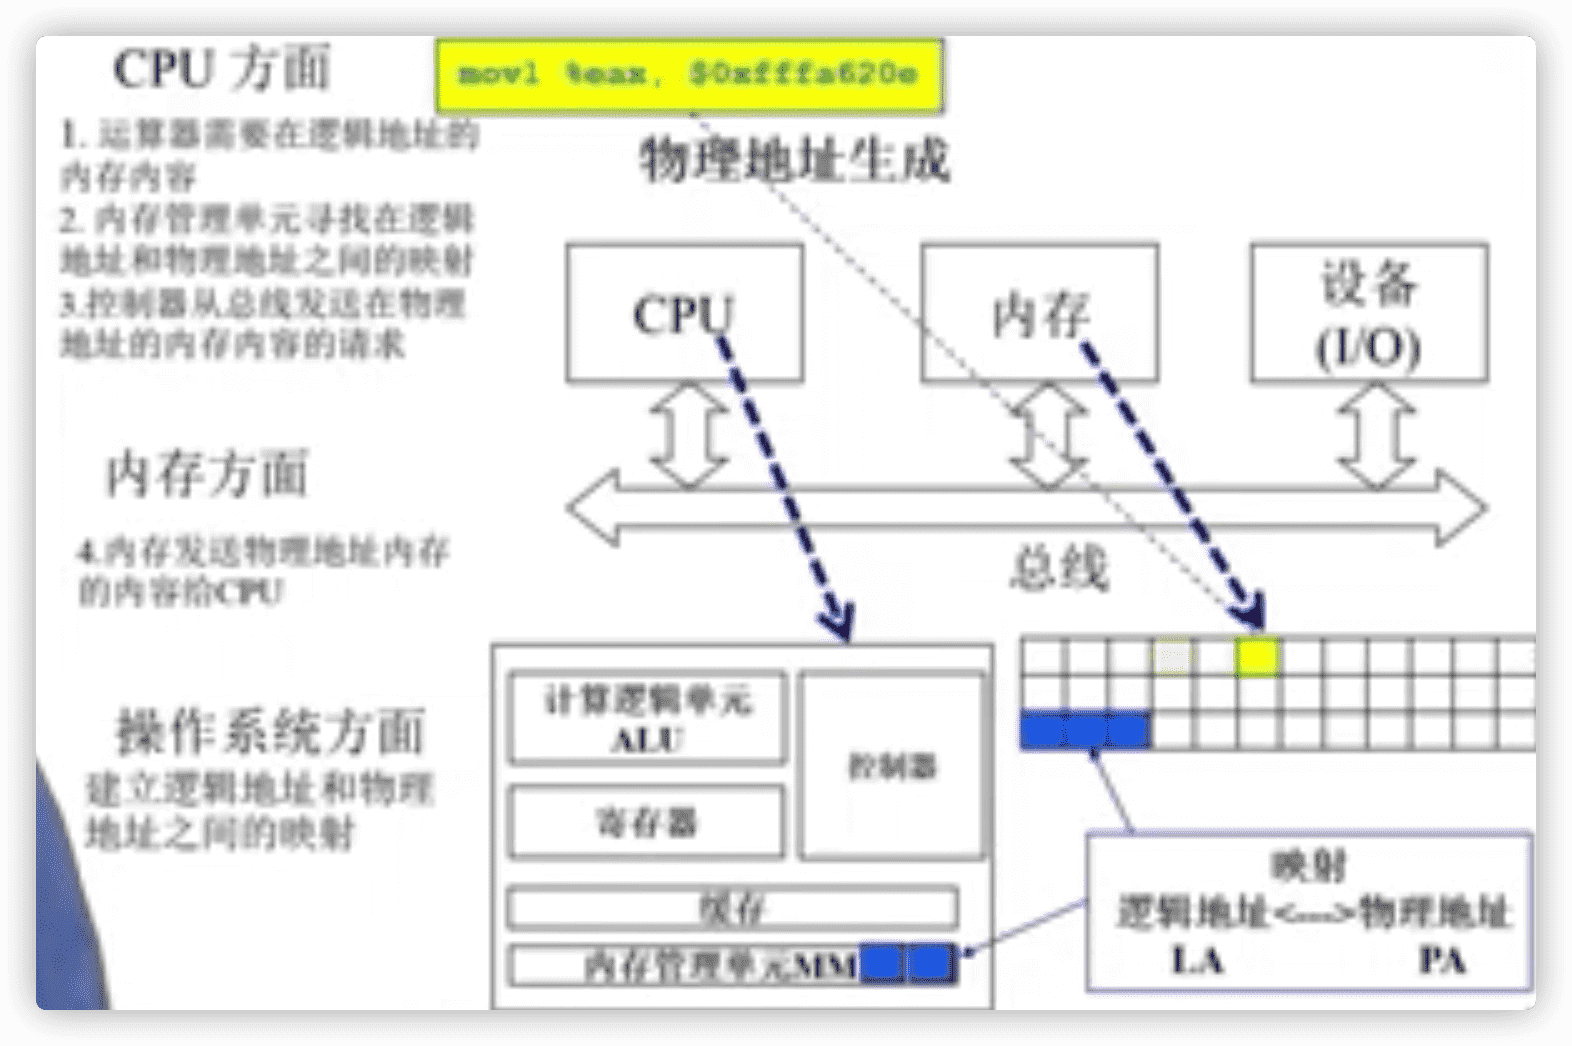 CPU 方面
movl %eax, $0xfffa620e
1. 运算器需要在逻辑地址的
内存内容
2. 内存管理单元寻找在逻辑
地址和物理地址之间的映射
3.控制器从总线发送在物理
地址的内存内容的请求
物理地址生成
CPU
内存
设备
(I/O)
总线
内存方面
4.内存发送物理地址内存
的内容给CPU
操作系统方面
建立逻辑地址和物理
地址之间的映射
计算逻辑单元
ALU
控制器
寄存器
缓存
内存管理单元MM
映射
逻辑地址<--->物理地址
LA PA